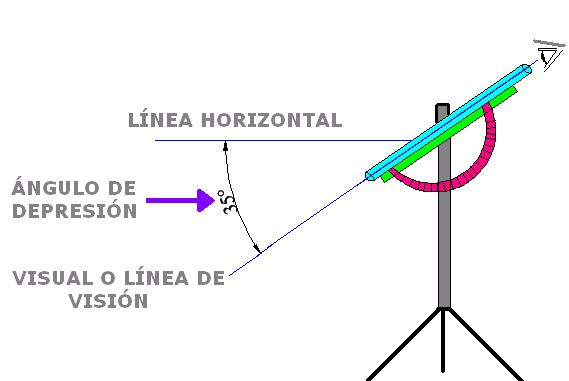 LÍNEA HORIZONTAL
ÁNGULO DE
DEPRESIÓN
35°
VISUAL O LÍNEA DE
VISIÓN